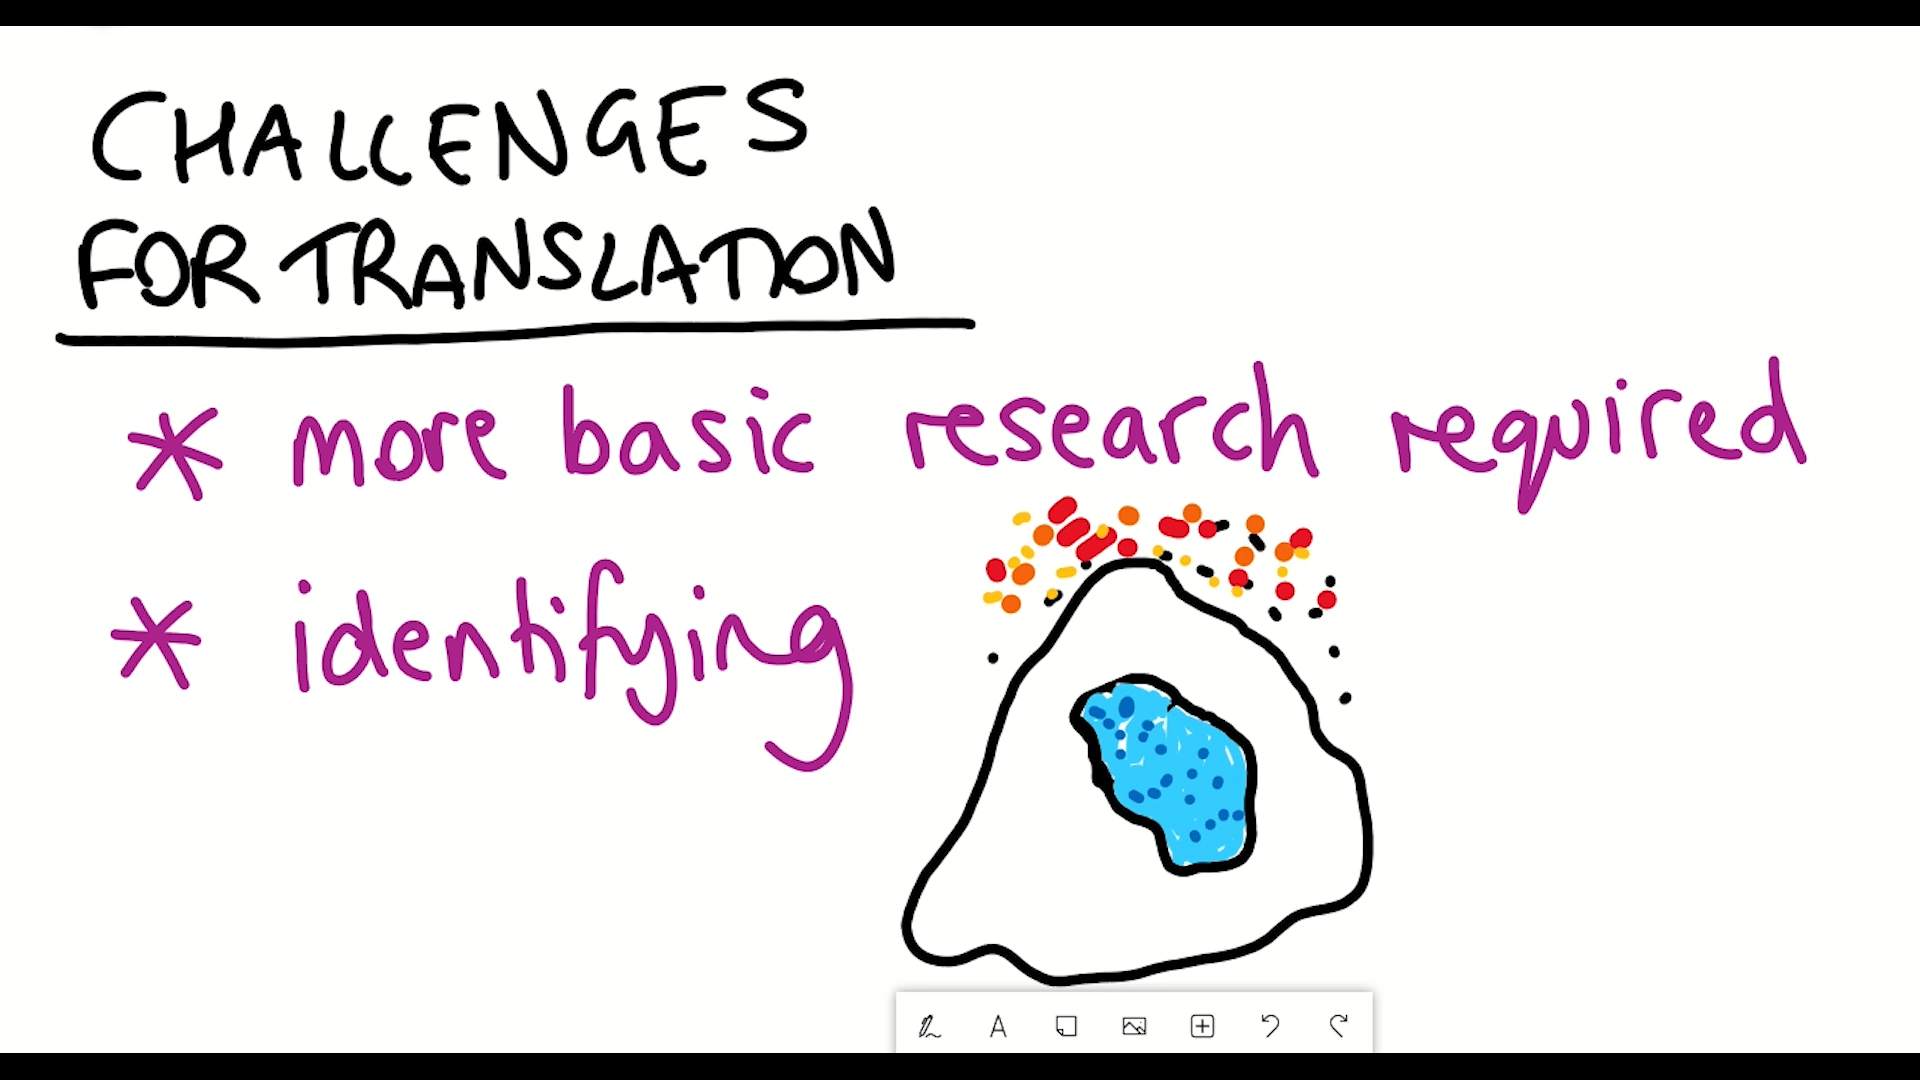 CHALLENGES
FOR TRANSLATION
* more basic research required
* identifying
A